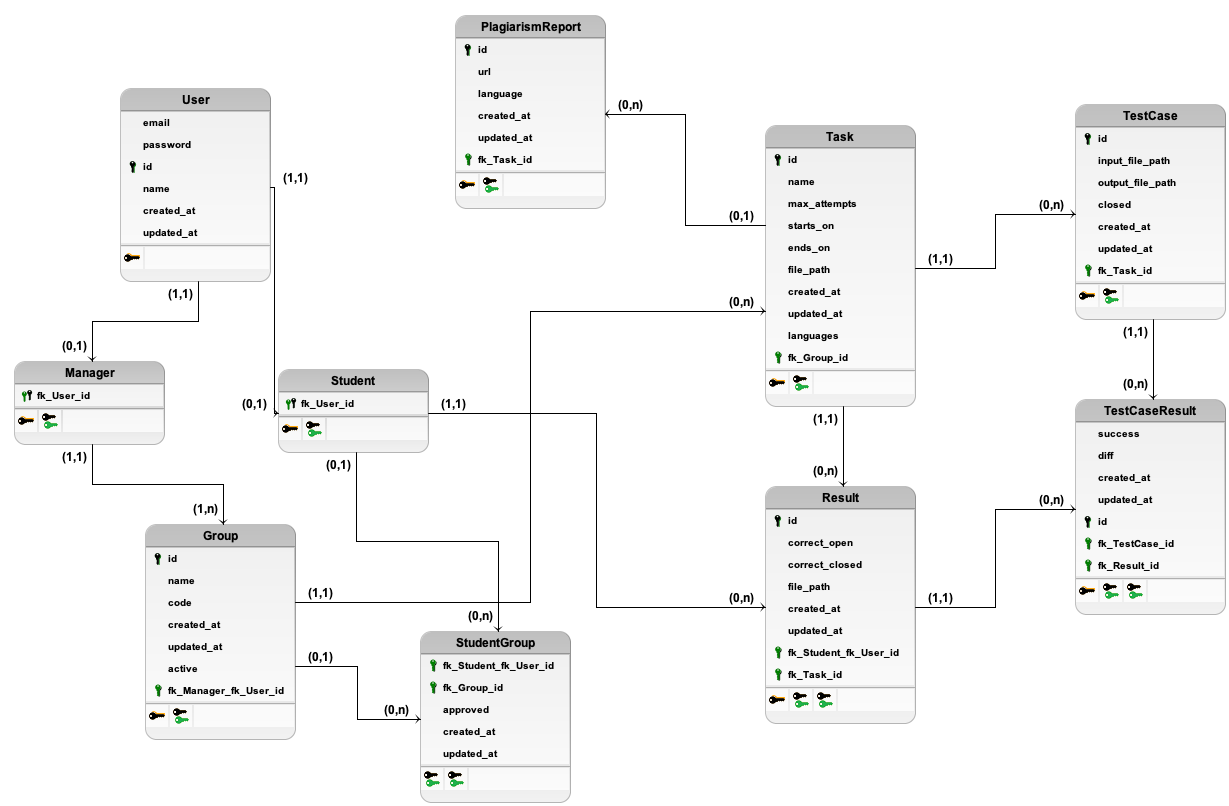 PlagiarismReport
id
url
language
created_at
updated_at
fk_Task_id
User
email
password
id
name
created_at
updated_at
(1,1)
(1,1)
(0,n)
(0,1)
Task
id
name
max_attempts
starts_on
ends_on
file_path
created_at
updated_at
languages
fk_Group_id
(1,1)
(0,n)
(0,n)
TestCase
id
input_file_path
output_file_path
closed
created_at
updated_at
fk_Task_id
(1,1)
(0,n)
(0,1)
Manager
fk_User_id
(1,1)
(0,1)
Student
fk_User_id
(1,1)
(0,1)
(1,1)
(0,n)
TestCaseResult
success
diff
created_at
updated_at
id
fk_TestCase_id
fk_Result_id
(1,n)
Group
id
name
code
created_at
updated_at
active
fk_Manager_fk_User_id
(1,1)
(0,1)
(0,n)
(0,n)
StudentGroup
fk_Student_fk_User_id
fk_Group_id
approved
created_at
updated_at
(0,n)
Result
id
correct_open
correct_closed
file_path
created_at
updated_at
fk_Student_fk_User_id
fk_Task_id
(1,1)
(0,n)